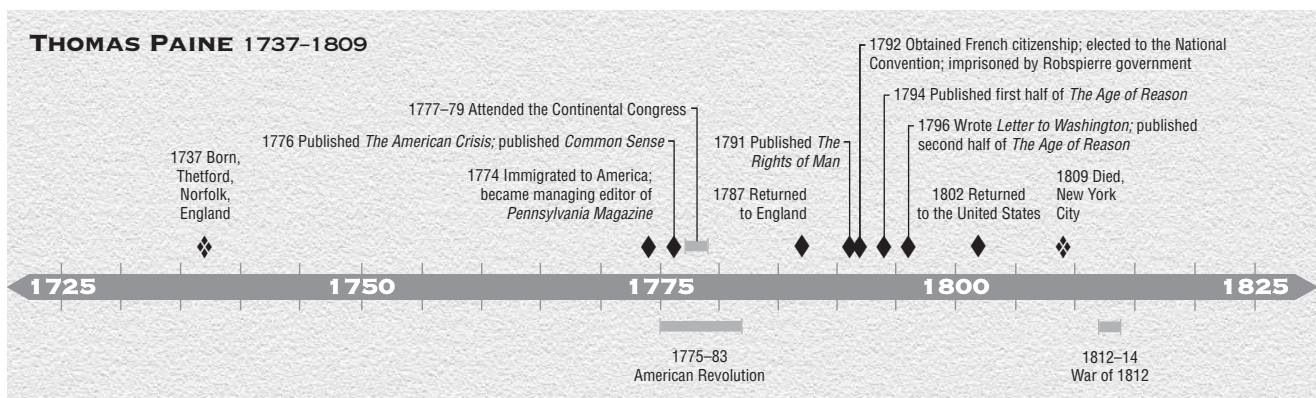 THOMAS PAINE 1737–1809
1737 Born,
Thetford,
Norfolk,
England
1774 Immigrated to America;
became managing editor of
Pennsylvania Magazine
1776 Published The American Crisis; published Common Sense
1777–79 Attended the Continental Congress
1787 Returned
to England
1791 Published The
Rights of Man
1792 Obtained French citizenship; elected to the National
Convention; imprisoned by Robspierre government
1794 Published first half of The Age of Reason
1796 Wrote Letter to Washington; published
second half of The Age of Reason
1802 Returned
to the United States
1809 Died,
New York
City
1725 1750 1775 1800 1825
1775–83
American Revolution
1812–14
War of 1812